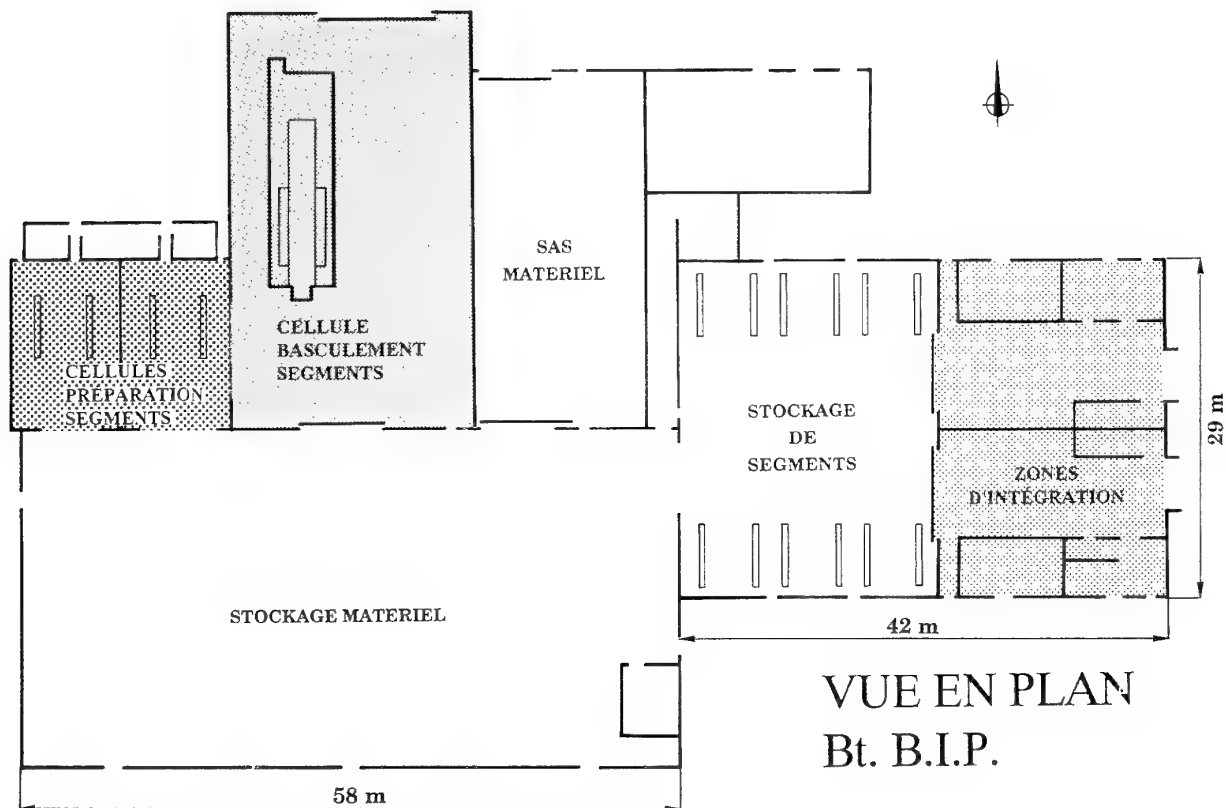 SAS
MATERIEL
CELLULE
BASCULEMENT
SEGMENTS
CELLULES
PRÉPARATION
SEGMENTS
STOCKAGE
DE
SEGMENTS
ZONES
D'INTÉGRATION
29 m
STOCKAGE MATERIEL
42 m
VUE EN PLAN
Bt. B.I.P.
58 m